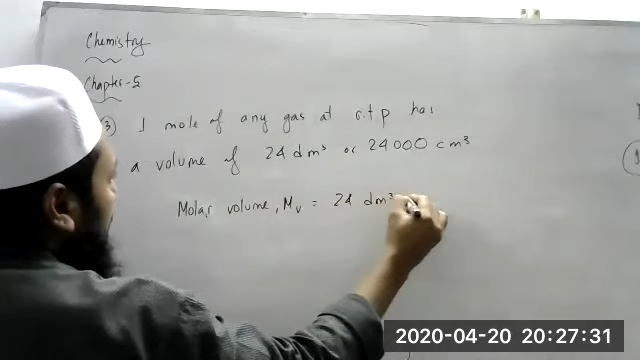 Chemistry
Chapter-5
3) 1 mole of any gas at r.t.p has
a volume of 24 dm³ or 24000 cm³
Molar volume, Mv = 24 dm³
2020-04-20 20:27:31